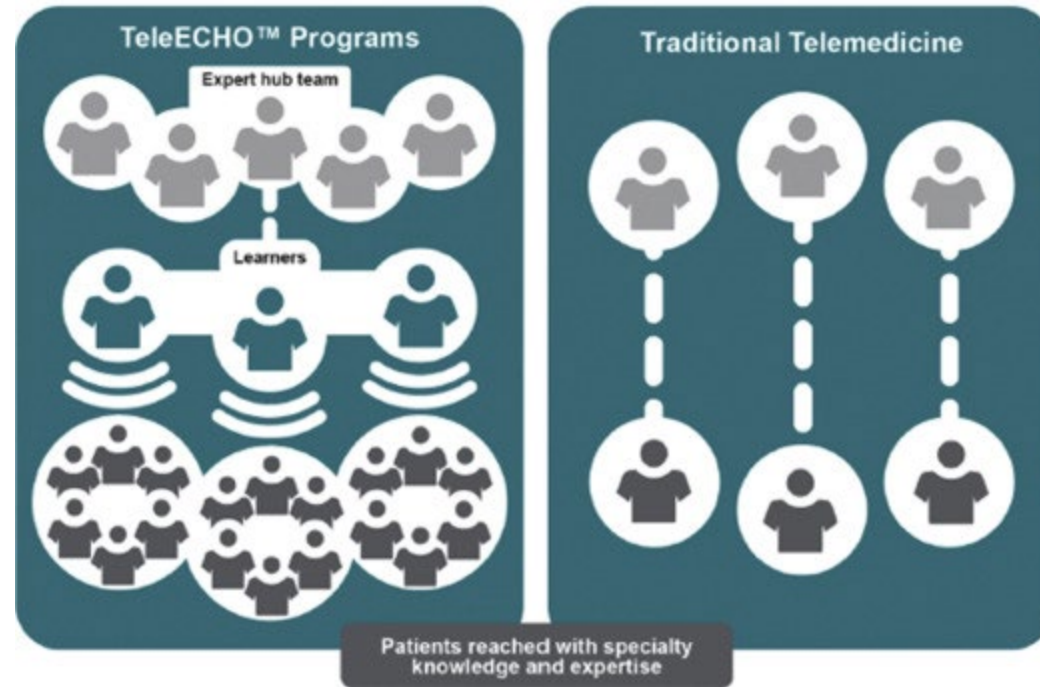 TeleECHO™ Programs
Expert hub team
Learners
Traditional Telemedicine
Patients reached with specialty
knowledge and expertise